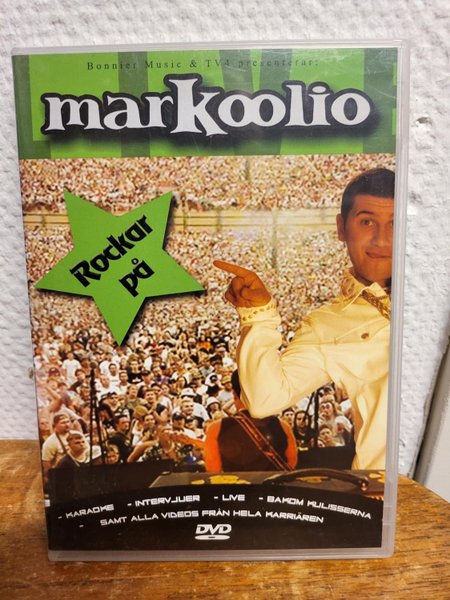 Bonnier Music & TV4 presenterar:
markoolio
Rockar
på
- KARAOKE - INTERVJUER - LIVE - BAKOM KULISSERNA
- SAMT ALLA VIDEOS FRÅN HELA KARRIÄREN
DVD